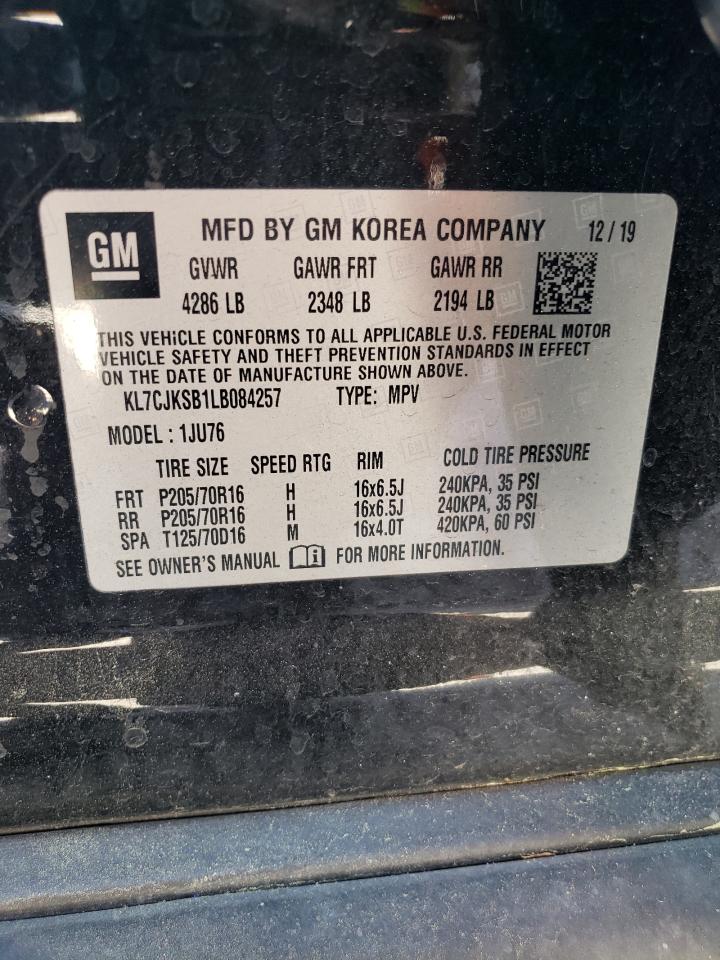 GM
MFD BY GM KOREA COMPANY 12/19
GVWR GAWR FRT GAWR RR
4286 LB 2348 LB 2194 LB
THIS VEHICLE CONFORMS TO ALL APPLICABLE U.S. FEDERAL MOTOR
VEHICLE SAFETY AND THEFT PREVENTION STANDARDS IN EFFECT
ON THE DATE OF MANUFACTURE SHOWN ABOVE.
KL7CJKSB1LB084257 TYPE: MPV
MODEL : 1JU76
TIRE SIZE SPEED RTG RIM COLD TIRE PRESSURE
FRT P205/70R16 H 16x6.5J 240KPA, 35 PSI
RR P205/70R16 H 16x6.5J 240KPA, 35 PSI
SPA T125/70D16 M 16x4.0T 420KPA, 60 PSI
SEE OWNER'S MANUAL i FOR MORE INFORMATION.